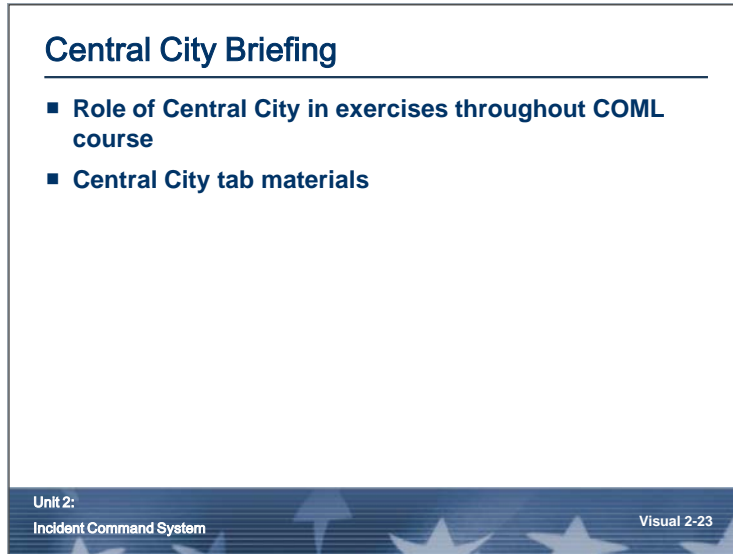 Central City Briefing
■ Role of Central City in exercises throughout COML
course
■ Central City tab materials
Unit 2:
Incident Command System
Visual 2-23